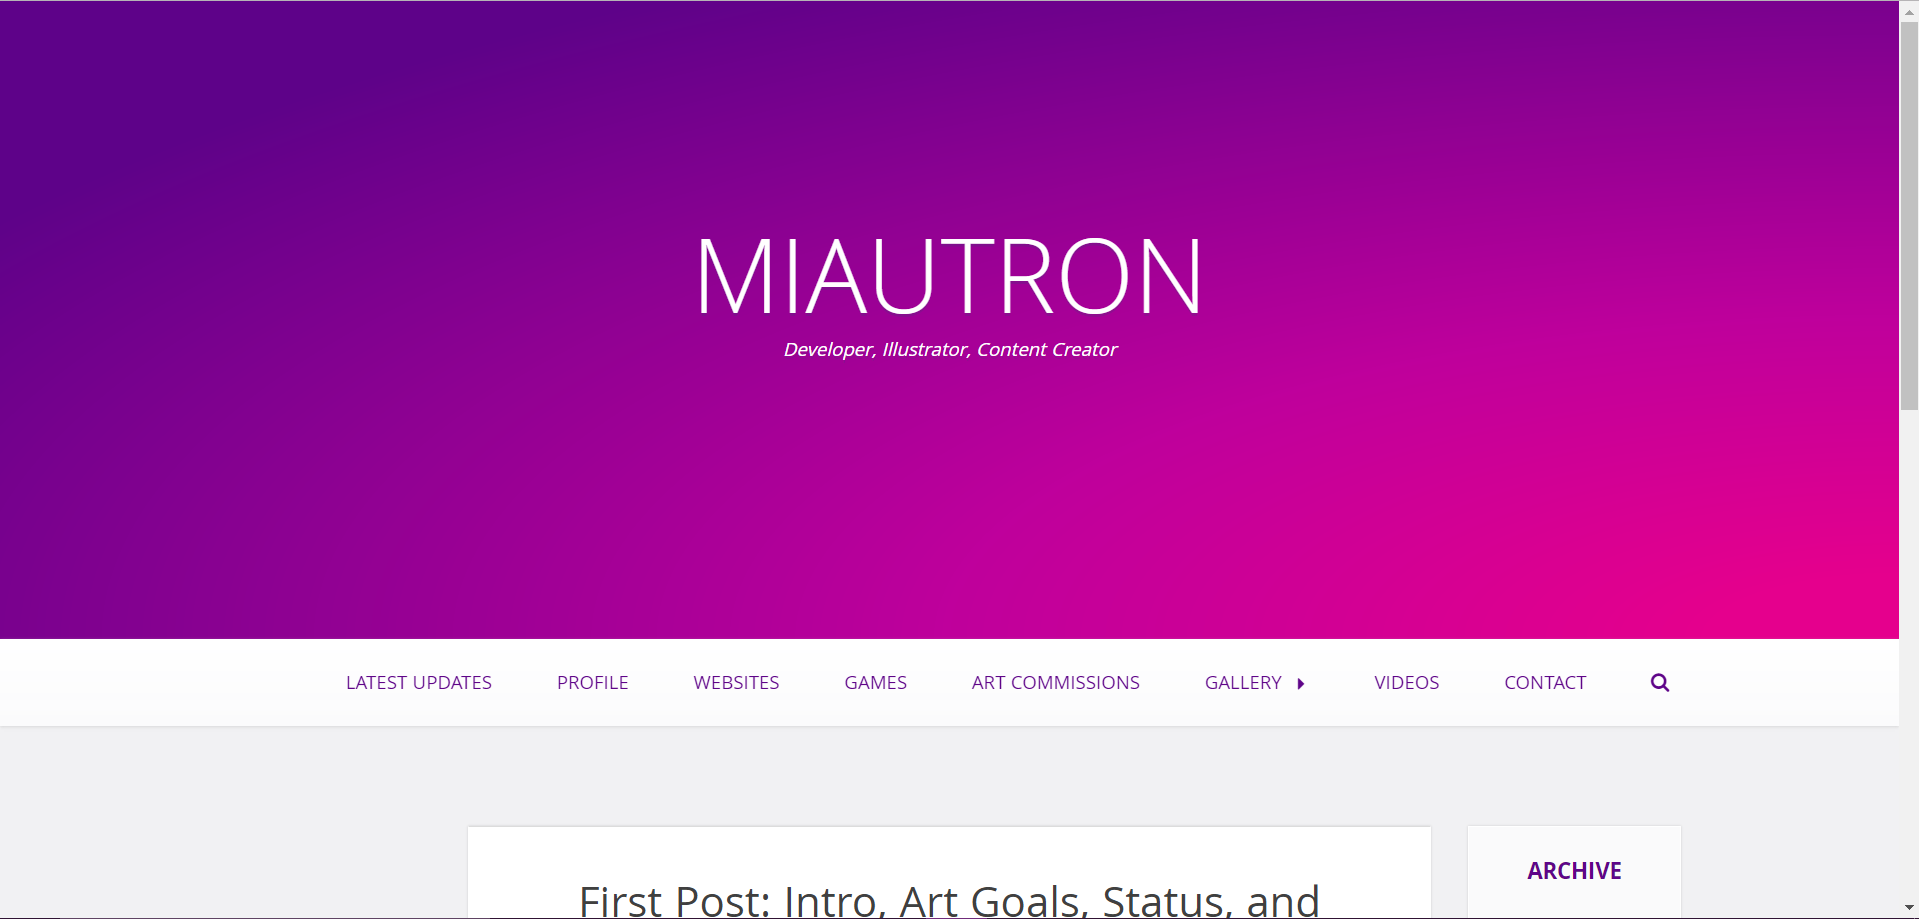 MIAUTRON
Developer, Illustrator, Content Creator
LATEST UPDATES PROFILE WEBSITES GAMES ART COMMISSIONS GALLERY VIDEOS CONTACT
First Post: Intro, Art Goals, Status, and
ARCHIVE